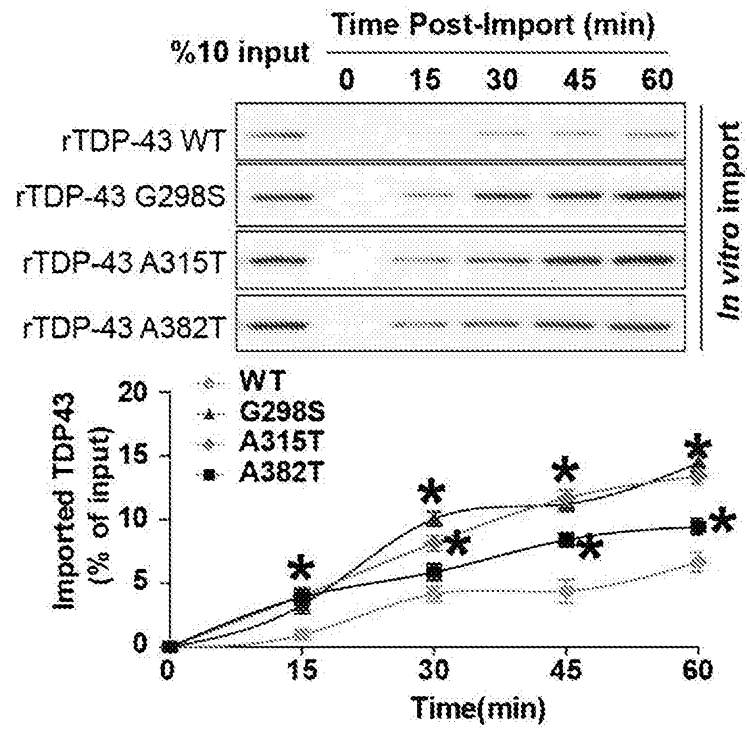 Time Post-Import (min)
%10 input
0 15 30 45 60
rTDP-43 WT
rTDP-43 G298S
rTDP-43 A315T
rTDP-43 A382T
In vitro import
WT
G298S
A315T
A382T
Imported TDP43
(% of input)
20
15
10
5
0
* * * * * * *
0 15 30 45 60
Time(min)